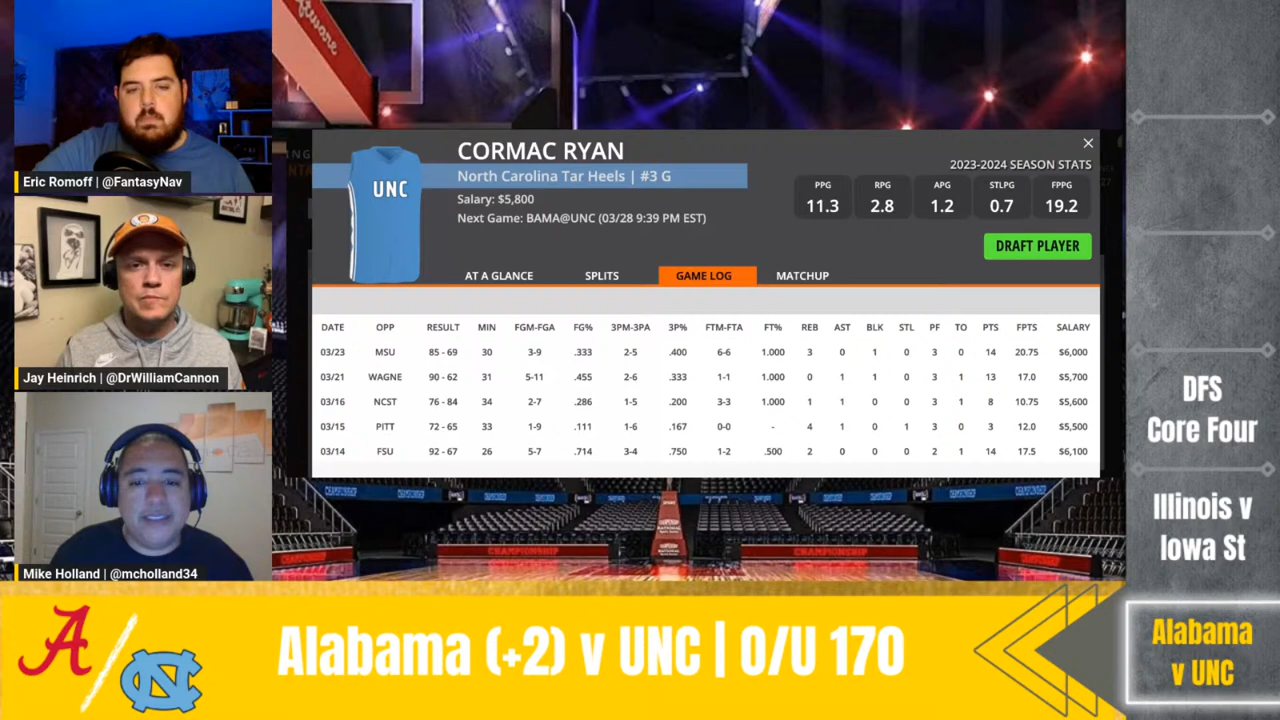 Eric Romoff | @FantasyNav
Jay Heinrich | @DrWilliamCannon
Mike Holland | @mcholland34
CORMAC RYAN
North Carolina Tar Heels | #3 G
Salary: $5,800
Next Game: BAMA@UNC (03/28 9:39 PM EST)
UNC
2023-2024 SEASON STATS
PPG RPG APG STLPG FPPG
11.3 2.8 1.2 0.7 19.2
DRAFT PLAYER
AT A GLANCE SPLITS GAME LOG MATCHUP
DATE OPP RESULT MIN FGM-FGA FG% 3PM-3PA 3P% FTM-FTA FT% REB AST BLK STL PF TO PTS FPTS SALARY
03/23 MSU 85 - 69 30 3-9 .333 2-5 .400 6-6 1.000 3 0 1 0 3 0 14 20.75 $6,000
03/21 WAGNE 90 - 62 31 5-11 .455 2-6 .333 1-1 1.000 0 1 1 0 3 1 13 17.0 $5,700
03/16 NCST 76 - 84 34 2-7 .286 1-5 .200 3-3 1.000 1 1 0 0 3 1 8 10.75 $5,600
03/15 PITT 72 - 65 33 1-9 .111 1-6 .167 0-0 - 4 1 0 1 3 0 3 12.0 $5,500
03/14 FSU 92 - 67 26 5-7 .714 3-4 .750 1-2 .500 2 0 0 0 2 1 14 17.5 $6,100
CHAMPIONSHIP
CHAMPIONSHIP
CHAMPIONSHIP
A / NC
Alabama (+2) v UNC | O/U 170
DFS
Core Four
Illinois v
Iowa St
Alabama
v UNC